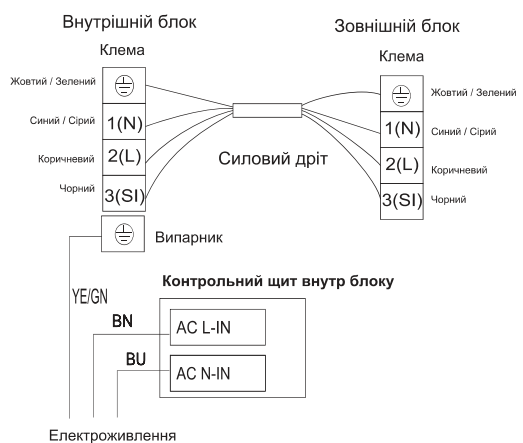 Внутрішній блок
Зовнішній блок
Клема
Клема
Жовтий / Зелений
Жовтий / Зелений
Синий / Сірий
1(N)
1(N)
Синий / Сірий
Коричневий
2(L)
Силовий дріт
2(L)
Коричневий
Чорний
3(SI)
3(SI)
Чорний
Випарник
Контрольний щит внутр блоку
YE/GN
BN
AC L-IN
BU
AC N-IN
Електроживлення